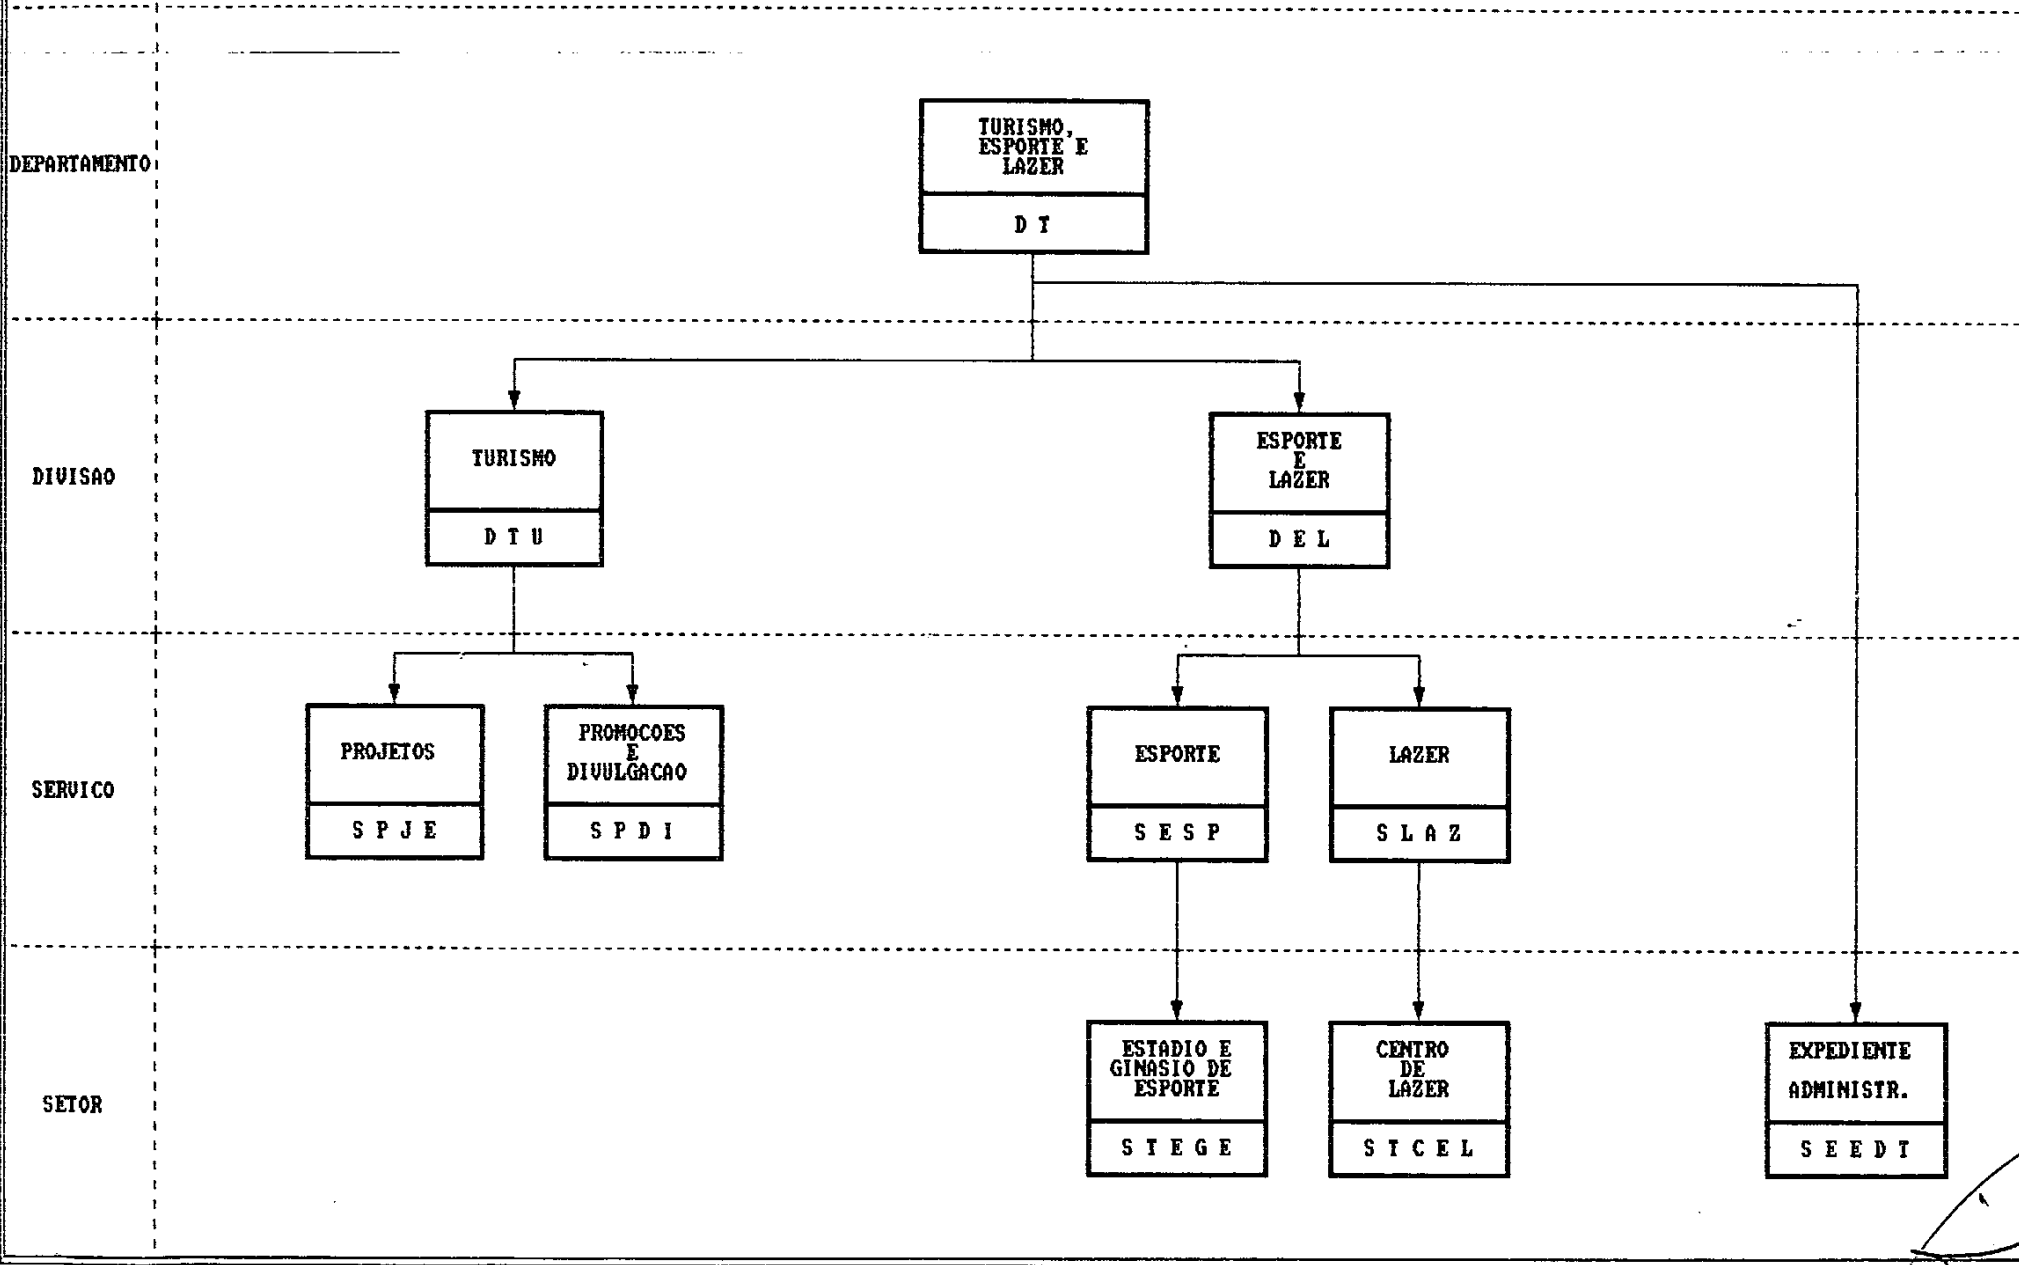 DEPARTAMENTO
TURISMO,
ESPORTE E
LAZER
D T
DIVISAO
TURISMO
D T U
ESPORTE
E
LAZER
D E L
SERVICO
PROJETOS
S P J E
PROMOCOES
E
DIVULGACAO
S P D I
ESPORTE
S E S P
LAZER
S L A Z
SETOR
ESTADIO E
GINASIO DE
ESPORTE
S T E G E
CENTRO
DE
LAZER
S T C E L
EXPEDIENTE
ADMINISTR.
S E E D T